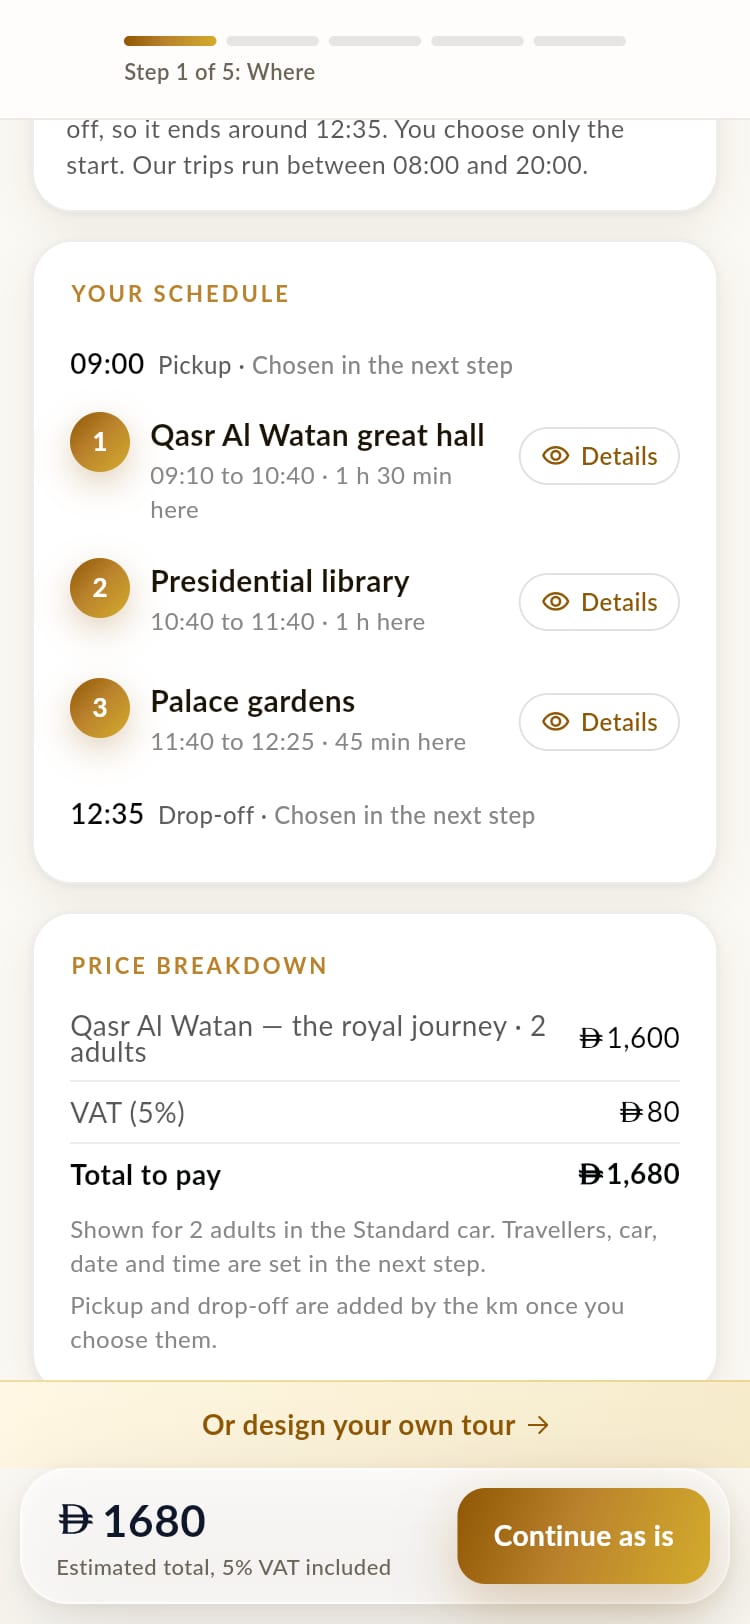 Step 1 of 5: Where
off, so it ends around 12:35. You choose only the
start. Our trips run between 08:00 and 20:00.
YOUR SCHEDULE
09:00 Pickup · Chosen in the next step
1
Qasr Al Watan great hall
09:10 to 10:40 · 1 h 30 min
here
Details
2
Presidential library
10:40 to 11:40 · 1 h here
Details
3
Palace gardens
11:40 to 12:25 · 45 min here
Details
12:35 Drop-off · Chosen in the next step
PRICE BREAKDOWN
Qasr Al Watan — the royal journey · 2
adults
1,600
VAT (5%) 80
Total to pay 1,680
Shown for 2 adults in the Standard car. Travellers, car,
date and time are set in the next step.
Pickup and drop-off are added by the km once you
choose them.
Or design your own tour →
1680
Estimated total, 5% VAT included
Continue as is